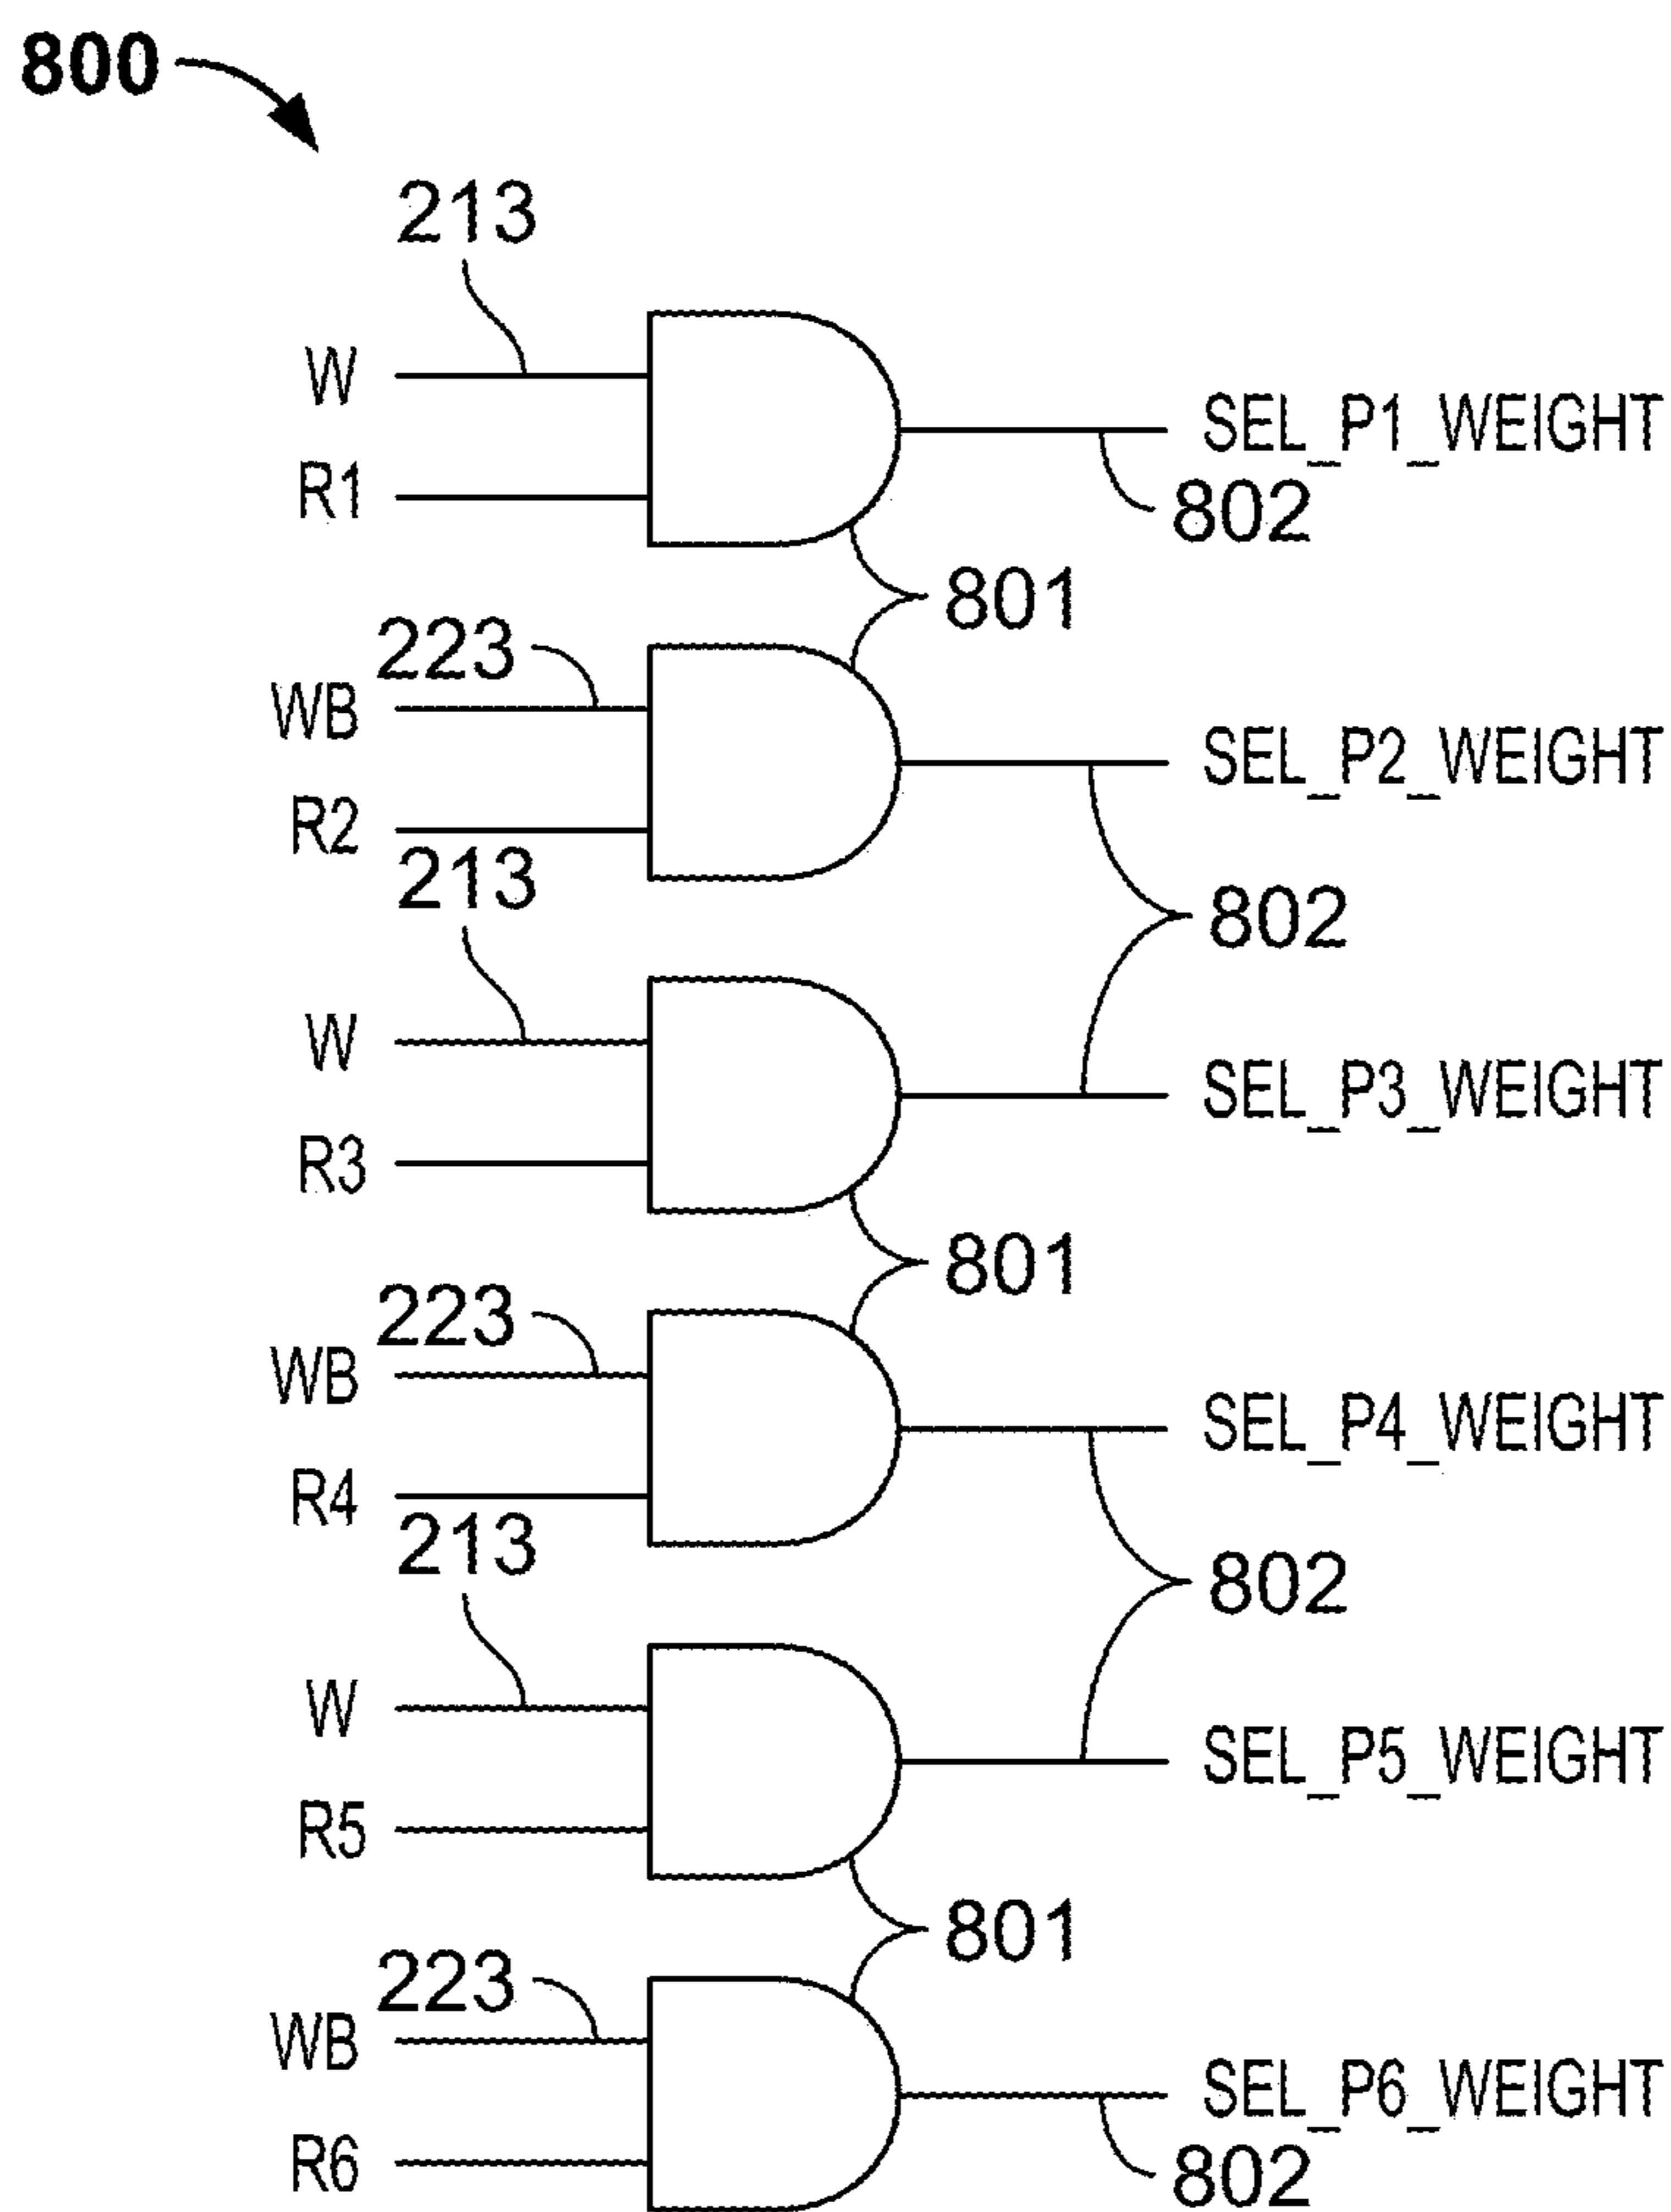 800
213
W
SEL_P1_WEIGHT
R1
802
801
223
WB
SEL_P2_WEIGHT
R2
213
802
W
SEL_P3_WEIGHT
R3
801
223
WB
SEL_P4_WEIGHT
R4
213
802
W
SEL_P5_WEIGHT
R5
801
223
WB
SEL_P6_WEIGHT
R6
802